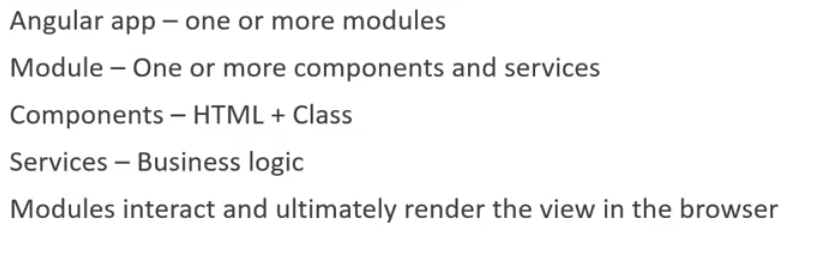 Angular app – one or more modules
Module – One or more components and services
Components – HTML + Class
Services – Business logic
Modules interact and ultimately render the view in the browser